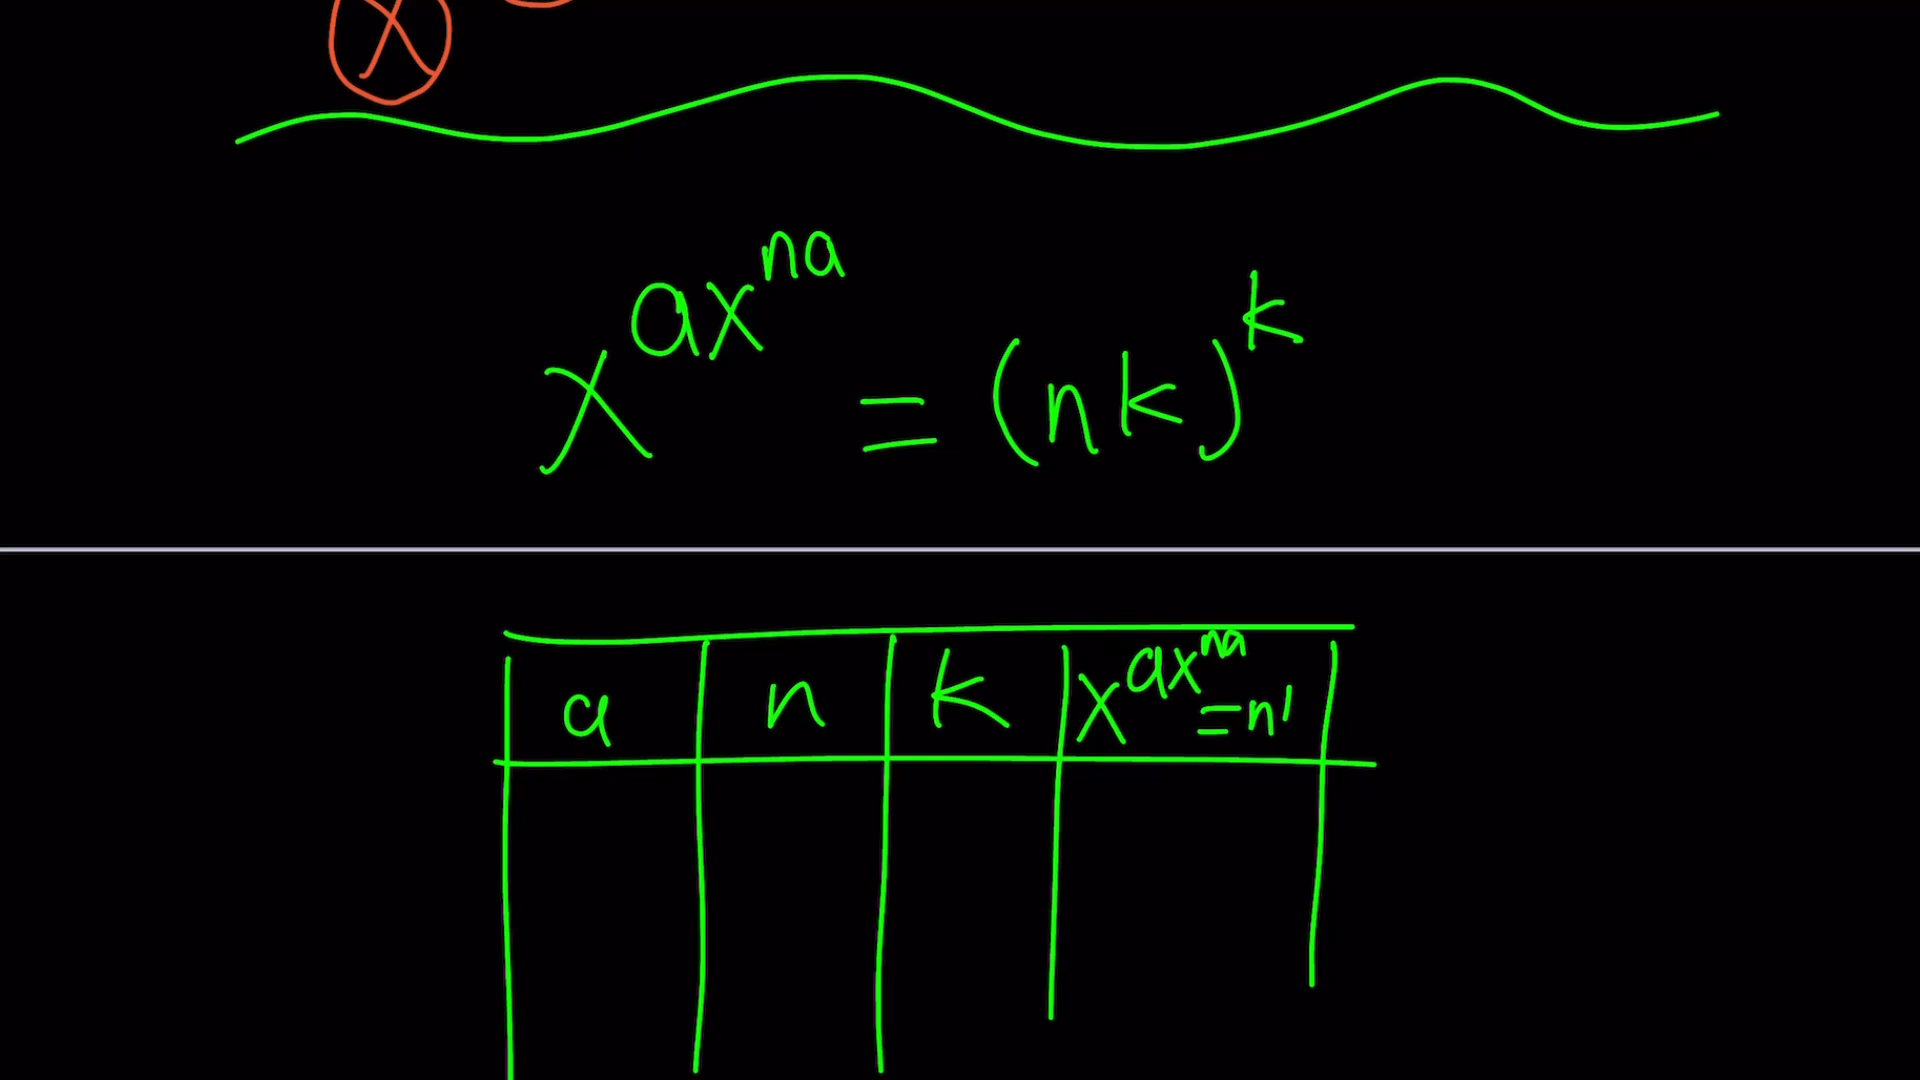 x
x^{ax^{na}} = (nk)^k
a n k x^{ax^{na}} = n'